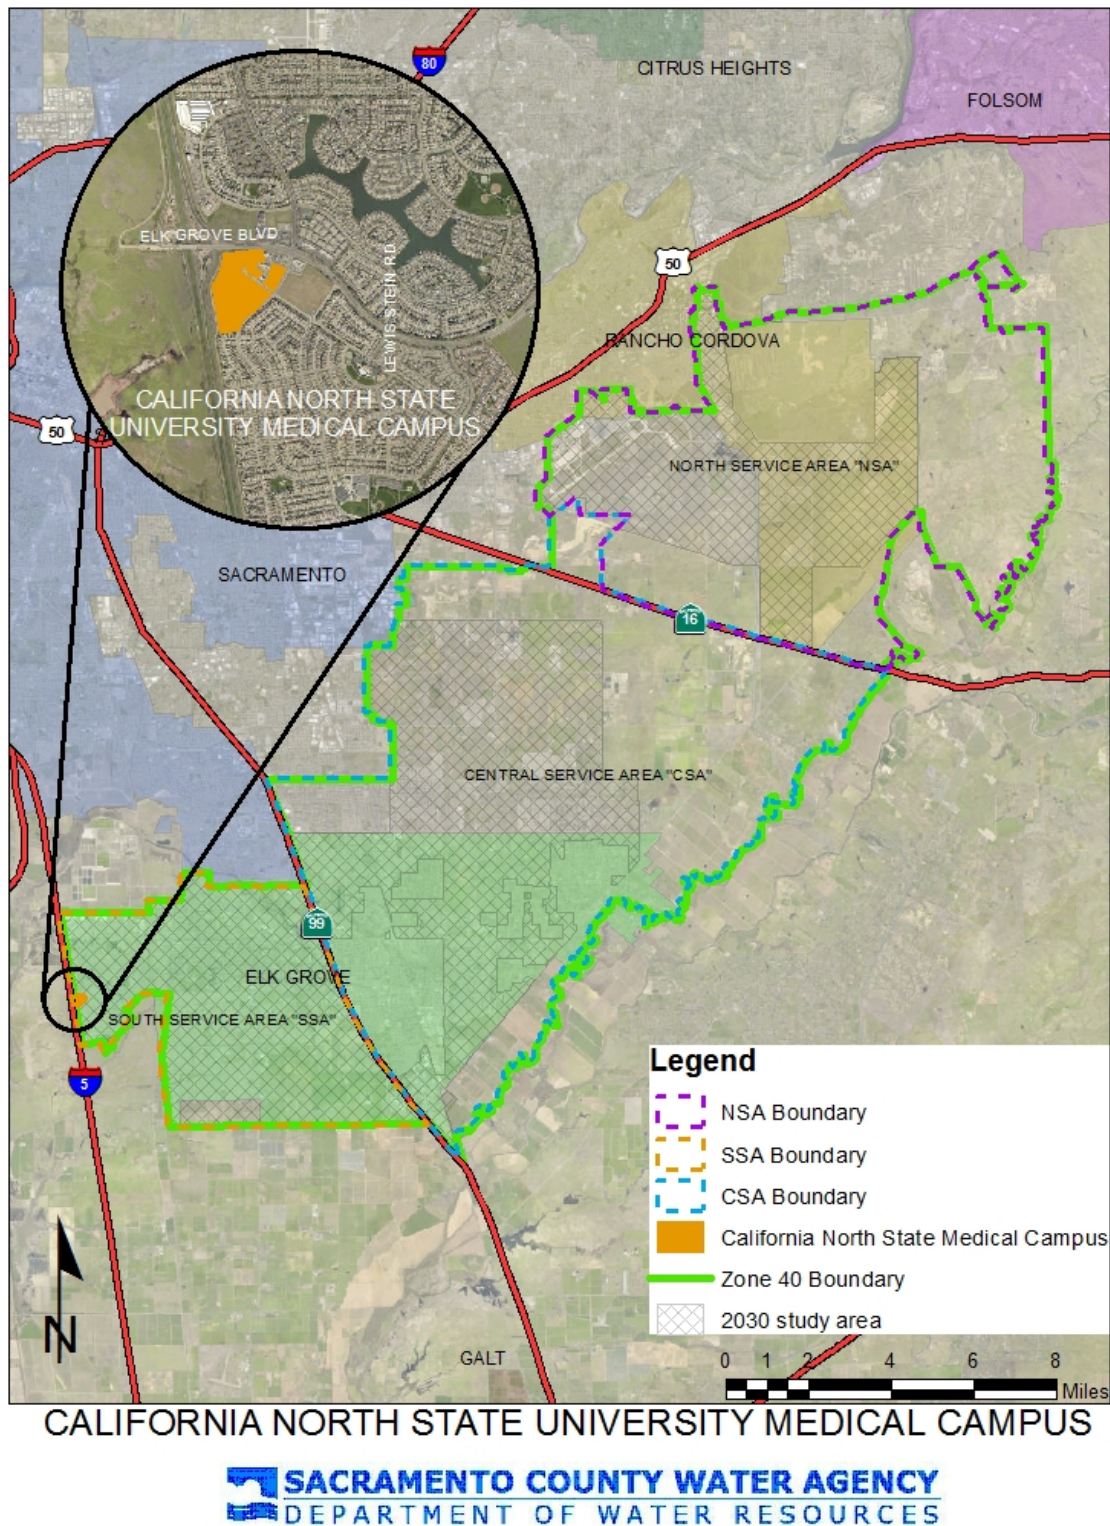 80
CITRUS HEIGHTS
FOLSOM
ELK GROVE BLVD
LEWIS STEIN RD
50
RANCHO CORDOVA
CALIFORNIA NORTH STATE
UNIVERSITY MEDICAL CAMPUS
50
NORTH SERVICE AREA "NSA"
SACRAMENTO
16
CENTRAL SERVICE AREA "CSA"
99
ELK GROVE
SOUTH SERVICE AREA "SSA"
5
Legend
NSA Boundary
SSA Boundary
CSA Boundary
California North State Medical Campus
Zone 40 Boundary
2030 study area
N
GALT
0 1 2 4 6 8
Miles
CALIFORNIA NORTH STATE UNIVERSITY MEDICAL CAMPUS
SACRAMENTO COUNTY WATER AGENCY
DEPARTMENT OF WATER RESOURCES